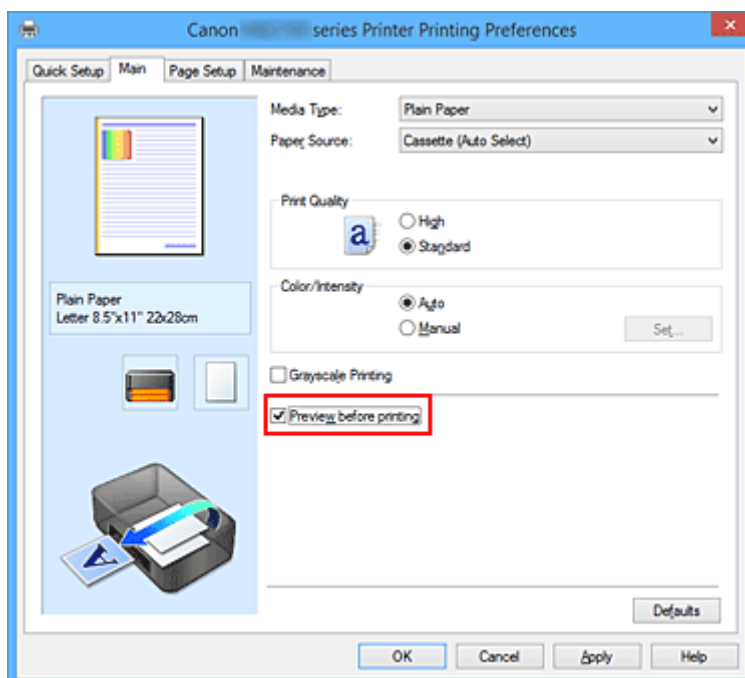 Canon series Printer Printing Preferences
Quick Setup Main Page Setup Maintenance
Media Type: Plain Paper
Paper Source: Cassette (Auto Select)
Print Quality
a
High
Standard
Color/Intensity
Auto
Manual
Set...
Plain Paper
Letter 8.5"x11" 22x28cm
Grayscale Printing
Preview before printing
A
Defaults
OK Cancel Apply Help